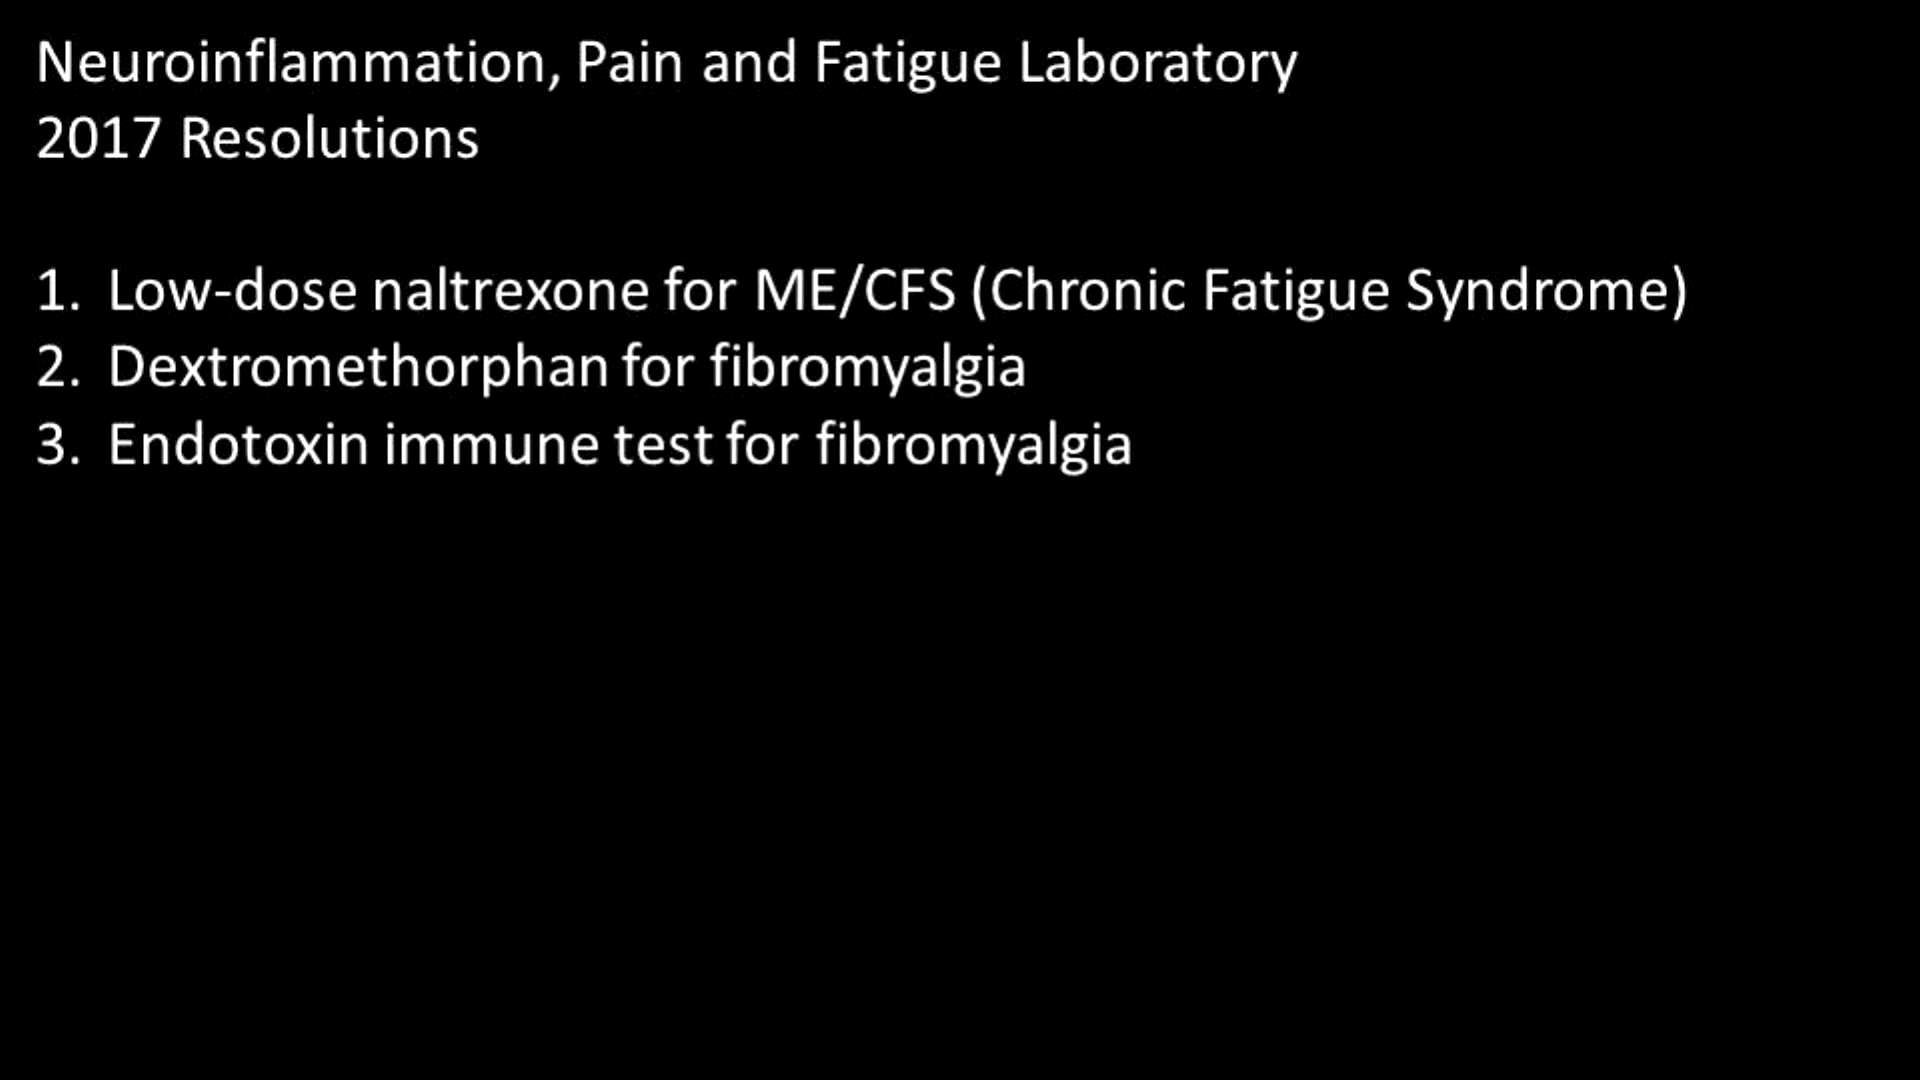 Neuroinflammation, Pain and Fatigue Laboratory
2017 Resolutions
1. Low-dose naltrexone for ME/CFS (Chronic Fatigue Syndrome)
2. Dextromethorphan for fibromyalgia
3. Endotoxin immune test for fibromyalgia